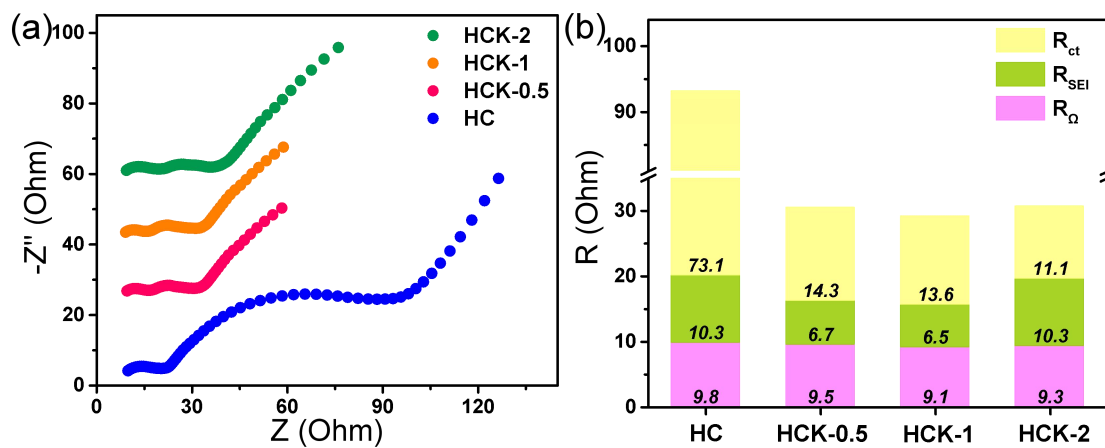 (a)
HCK-2
HCK-1
HCK-0.5
HC
100
80
60
40
20
0
-Z" (Ohm)
0 30 60 90 120
Z (Ohm)
(b)
R_ct
R_SEI
R_Ω
100
90
30
20
10
0
R (Ohm)
73.1
10.3
9.8
14.3
6.7
9.5
13.6
6.5
9.1
11.1
10.3
9.3
HC HCK-0.5 HCK-1 HCK-2